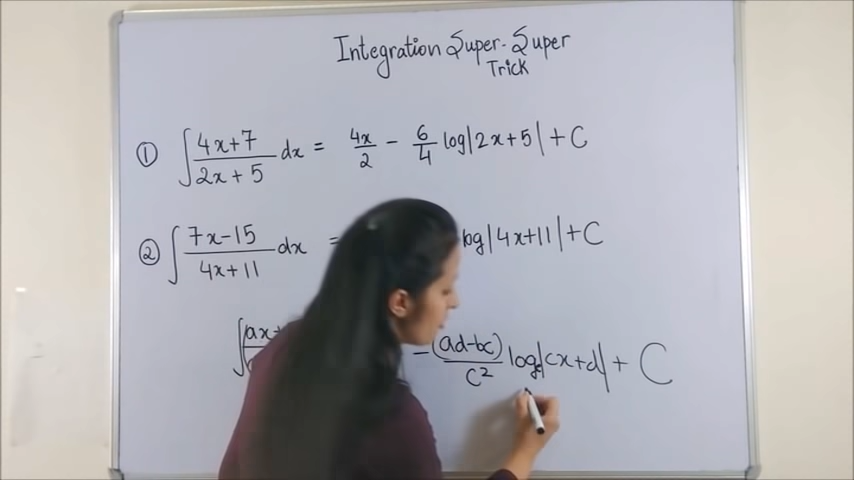 Integration Super-Super
Trick
① ∫ (4x+7)/(2x+5) dx = 4x/2 − 6/4 log|2x+5| + C
② ∫ (7x−15)/(4x+11) dx = log|4x+11| + C
∫ ax+ − (ad−bc)/c² log|cx+d| + C